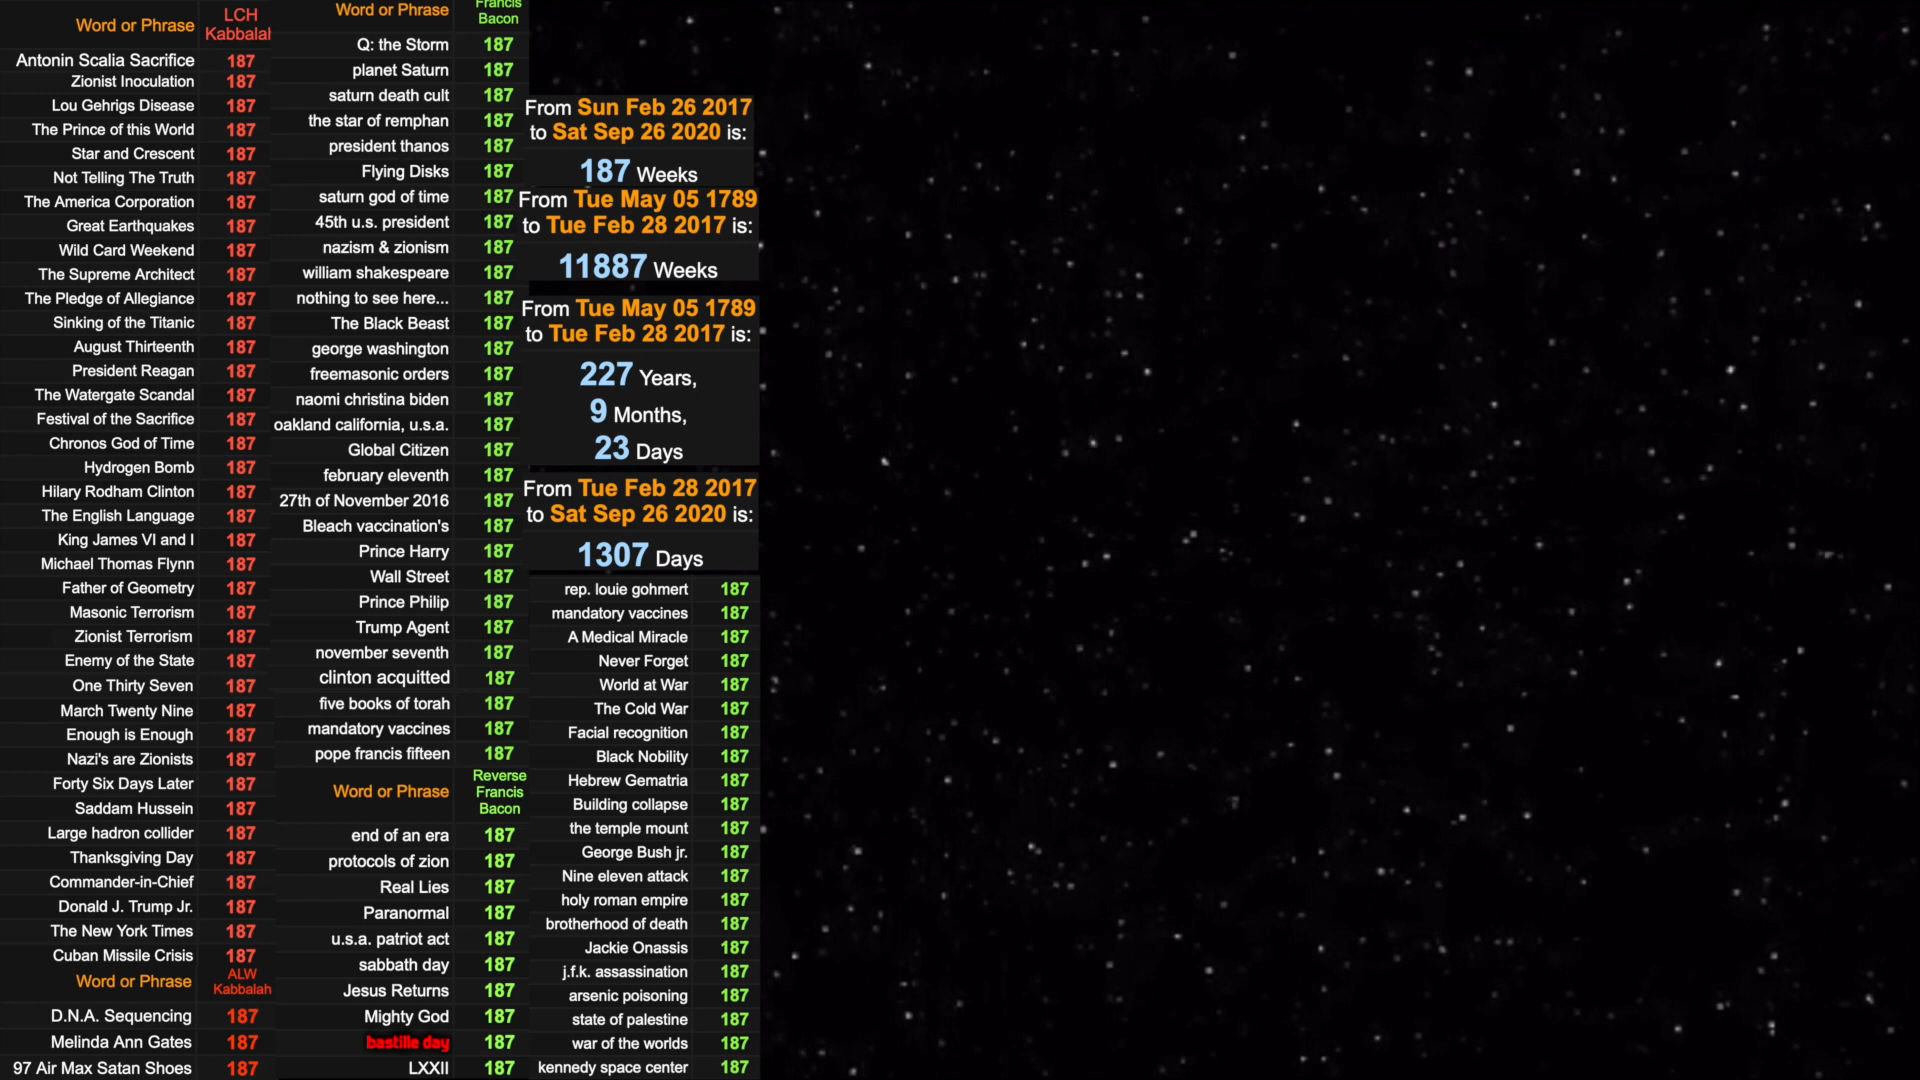 Word or Phrase LCH
Kabbalah
Antonin Scalia Sacrifice 187
Zionist Inoculation 187
Lou Gehrigs Disease 187
The Prince of this World 187
Star and Crescent 187
Not Telling The Truth 187
The America Corporation 187
Great Earthquakes 187
Wild Card Weekend 187
The Supreme Architect 187
The Pledge of Allegiance 187
Sinking of the Titanic 187
August Thirteenth 187
President Reagan 187
The Watergate Scandal 187
Festival of the Sacrifice 187
Chronos God of Time 187
Hydrogen Bomb 187
Hilary Rodham Clinton 187
The English Language 187
King James VI and I 187
Michael Thomas Flynn 187
Father of Geometry 187
Masonic Terrorism 187
Zionist Terrorism 187
Enemy of the State 187
One Thirty Seven 187
March Twenty Nine 187
Enough is Enough 187
Nazi's are Zionists 187
Forty Six Days Later 187
Saddam Hussein 187
Large hadron collider 187
Thanksgiving Day 187
Commander-in-Chief 187
Donald J. Trump Jr. 187
The New York Times 187
Cuban Missile Crisis 187
Word or Phrase ALW
Kabbalah
D.N.A. Sequencing 187
Melinda Ann Gates 187
97 Air Max Satan Shoes 187
Word or Phrase Francis
Bacon
Q: the Storm 187
planet Saturn 187
saturn death cult 187
the star of remphan 187
president thanos 187
Flying Disks 187
saturn god of time 187
45th u.s. president 187
nazism & zionism 187
william shakespeare 187
nothing to see here... 187
The Black Beast 187
george washington 187
freemasonic orders 187
naomi christina biden 187
oakland california, u.s.a. 187
Global Citizen 187
february eleventh 187
27th of November 2016 187
Bleach vaccination's 187
Prince Harry 187
Wall Street 187
Prince Philip 187
Trump Agent 187
november seventh 187
clinton acquitted 187
five books of torah 187
mandatory vaccines 187
pope francis fifteen 187
Word or Phrase Reverse
Francis
Bacon
end of an era 187
protocols of zion 187
Real Lies 187
Paranormal 187
u.s.a. patriot act 187
sabbath day 187
Jesus Returns 187
Mighty God 187
bastille day 187
LXXII 187
From Sun Feb 26 2017
to Sat Sep 26 2020 is:
187 Weeks
From Tue May 05 1789
to Tue Feb 28 2017 is:
11887 Weeks
From Tue May 05 1789
to Tue Feb 28 2017 is:
227 Years,
9 Months,
23 Days
From Tue Feb 28 2017
to Sat Sep 26 2020 is:
1307 Days
rep. louie gohmert 187
mandatory vaccines 187
A Medical Miracle 187
Never Forget 187
World at War 187
The Cold War 187
Facial recognition 187
Black Nobility 187
Hebrew Gematria 187
Building collapse 187
the temple mount 187
George Bush jr. 187
Nine eleven attack 187
holy roman empire 187
brotherhood of death 187
Jackie Onassis 187
j.f.k. assassination 187
arsenic poisoning 187
state of palestine 187
war of the worlds 187
kennedy space center 187